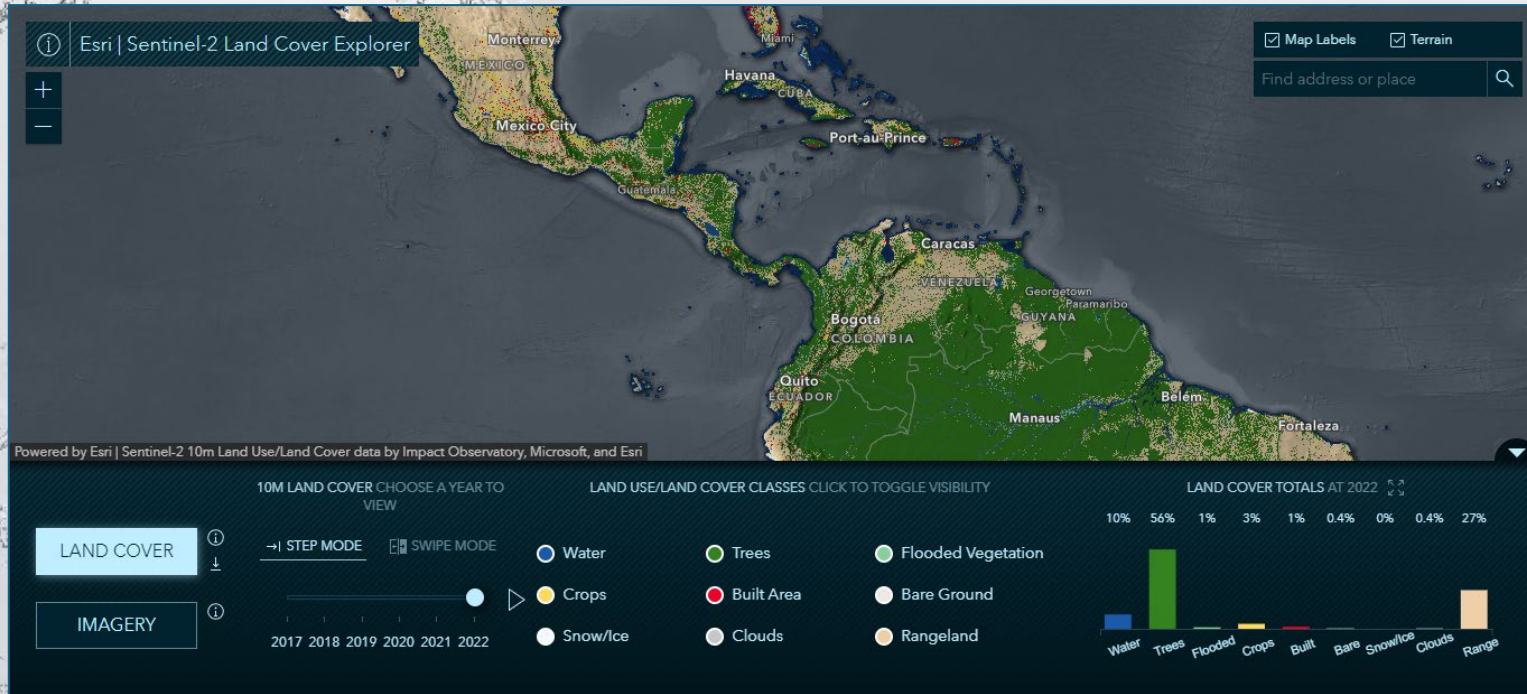 Esri | Sentinel-2 Land Cover Explorer
Map Labels
Terrain
Find address or place
+
−
Monterrey
MÉXICO
Miami
Havana
CUBA
Mexico City
Port-au-Prince
Guatemala
Caracas
VENEZUELA
Georgetown
Paramaribo
GUYANA
Bogotá
COLOMBIA
Quito
ECUADOR
Belém
Manaus
Fortaleza
Powered by Esri | Sentinel-2 10m Land Use/Land Cover data by Impact Observatory, Microsoft, and Esri
LAND COVER
IMAGERY
10M LAND COVER CHOOSE A YEAR TO
VIEW
STEP MODE
SWIPE MODE
2017 2018 2019 2020 2021 2022
LAND USE/LAND COVER CLASSES CLICK TO TOGGLE VISIBILITY
Water
Trees
Flooded Vegetation
Crops
Built Area
Bare Ground
Snow/Ice
Clouds
Rangeland
LAND COVER TOTALS AT 2022
10% 56% 1% 3% 1% 0.4% 0% 0.4% 27%
Water Trees Flooded Crops Built Bare Snow/Ice Clouds Range